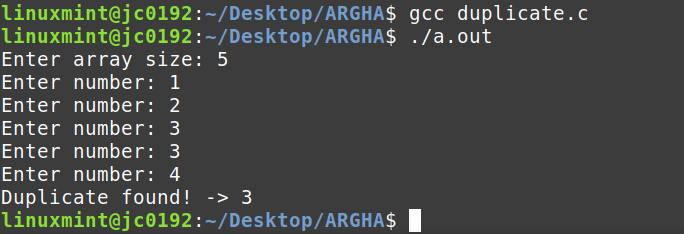 linuxmint@jc0192:~/Desktop/ARGHA$ gcc duplicate.c
linuxmint@jc0192:~/Desktop/ARGHA$ ./a.out
Enter array size: 5
Enter number: 1
Enter number: 2
Enter number: 3
Enter number: 3
Enter number: 4
Duplicate found! -> 3
linuxmint@jc0192:~/Desktop/ARGHA$